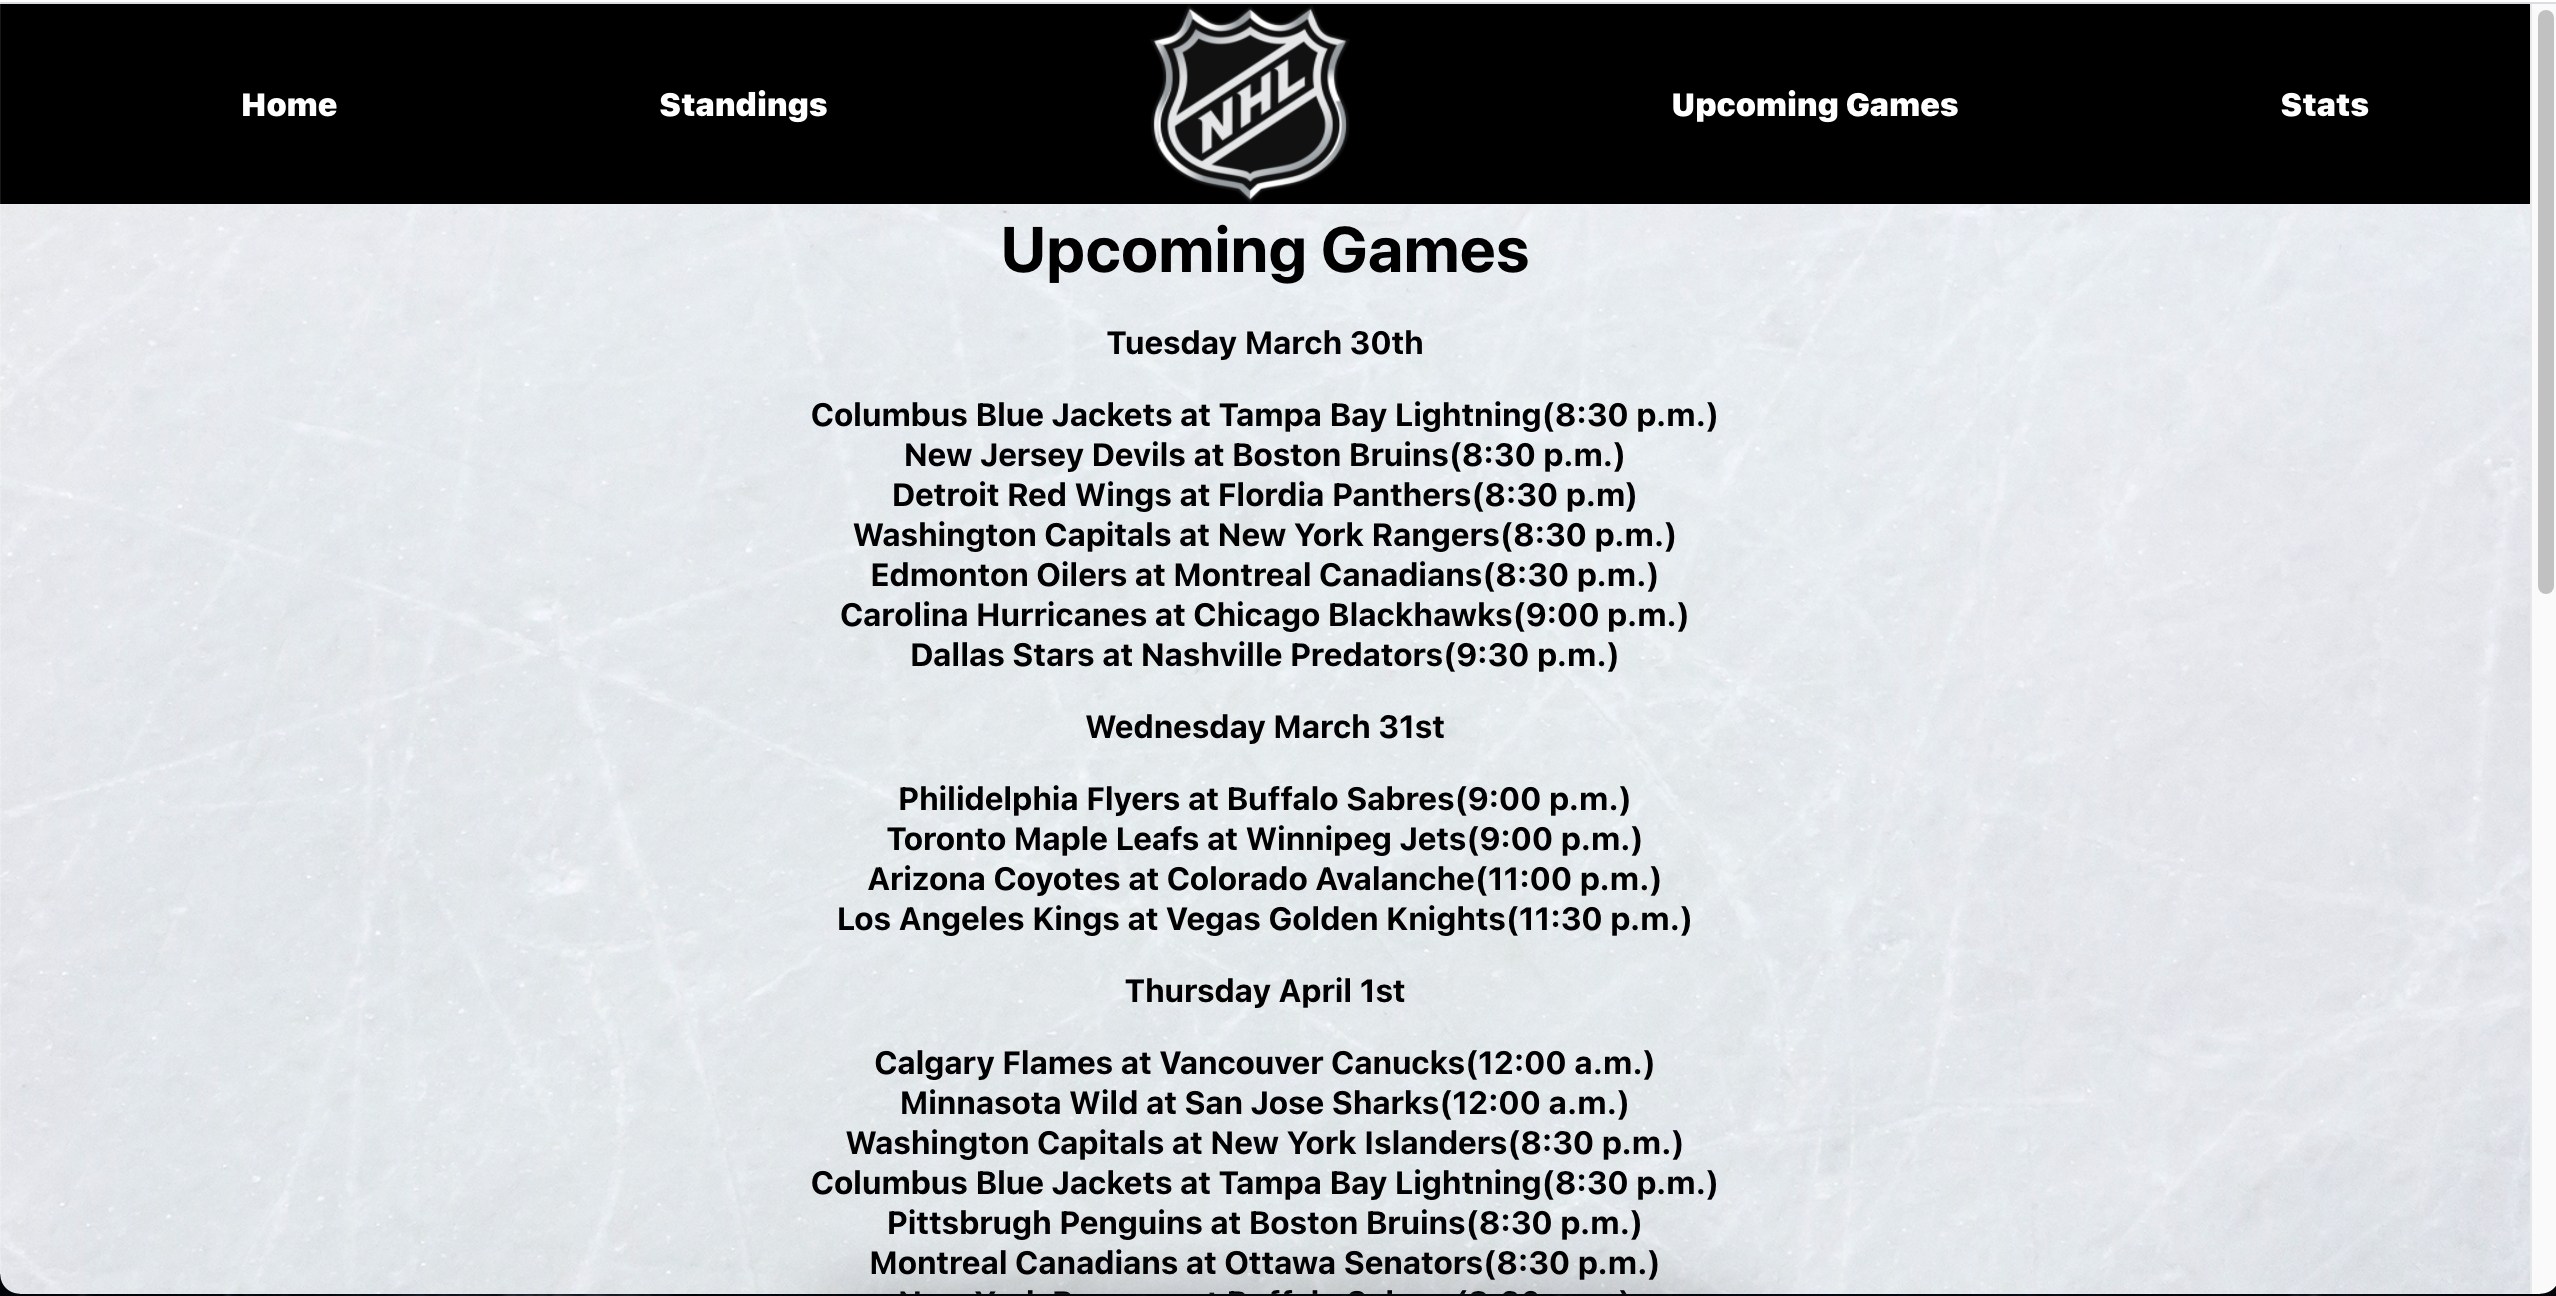 Home
Standings
NHL
Upcoming Games
Stats
Upcoming Games
Tuesday March 30th
Columbus Blue Jackets at Tampa Bay Lightning(8:30 p.m.)
New Jersey Devils at Boston Bruins(8:30 p.m.)
Detroit Red Wings at Flordia Panthers(8:30 p.m)
Washington Capitals at New York Rangers(8:30 p.m.)
Edmonton Oilers at Montreal Canadians(8:30 p.m.)
Carolina Hurricanes at Chicago Blackhawks(9:00 p.m.)
Dallas Stars at Nashville Predators(9:30 p.m.)
Wednesday March 31st
Philidelphia Flyers at Buffalo Sabres(9:00 p.m.)
Toronto Maple Leafs at Winnipeg Jets(9:00 p.m.)
Arizona Coyotes at Colorado Avalanche(11:00 p.m.)
Los Angeles Kings at Vegas Golden Knights(11:30 p.m.)
Thursday April 1st
Calgary Flames at Vancouver Canucks(12:00 a.m.)
Minnasota Wild at San Jose Sharks(12:00 a.m.)
Washington Capitals at New York Islanders(8:30 p.m.)
Columbus Blue Jackets at Tampa Bay Lightning(8:30 p.m.)
Pittsbrugh Penguins at Boston Bruins(8:30 p.m.)
Montreal Canadians at Ottawa Senators(8:30 p.m.)